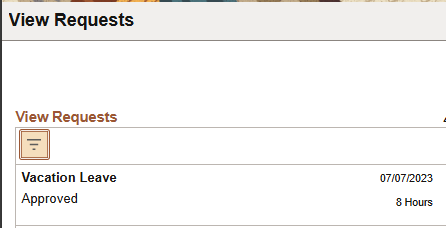 View Requests
View Requests
Vacation Leave 07/07/2023
Approved 8 Hours